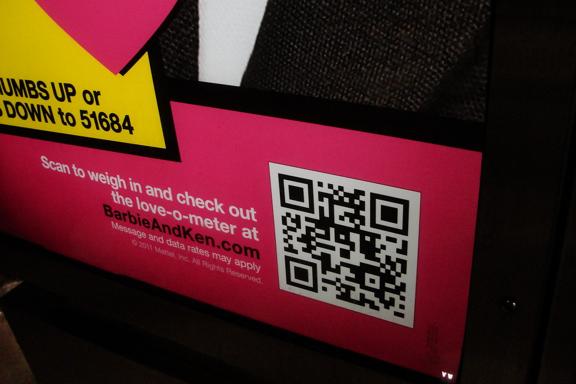 UMBS UP or
DOWN to 51684
Scan to weigh in and check out
the love-o-meter at
BarbieAndKen.com
Message and data rates may apply
© 2011 Mattel, Inc. All Rights Reserved.